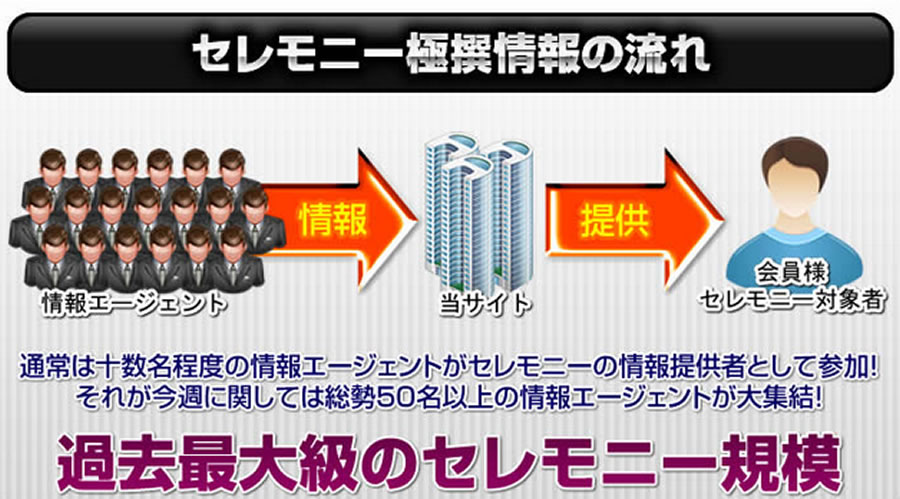 セレモニー極撰情報の流れ
情報
提供
情報エージェント
当サイト
会員様
セレモニー対象者
通常は十数名程度の情報エージェントがセレモニーの情報提供者として参加!
それが今週に関しては総勢50名以上の情報エージェントが大集結!
過去最大級のセレモニー規模